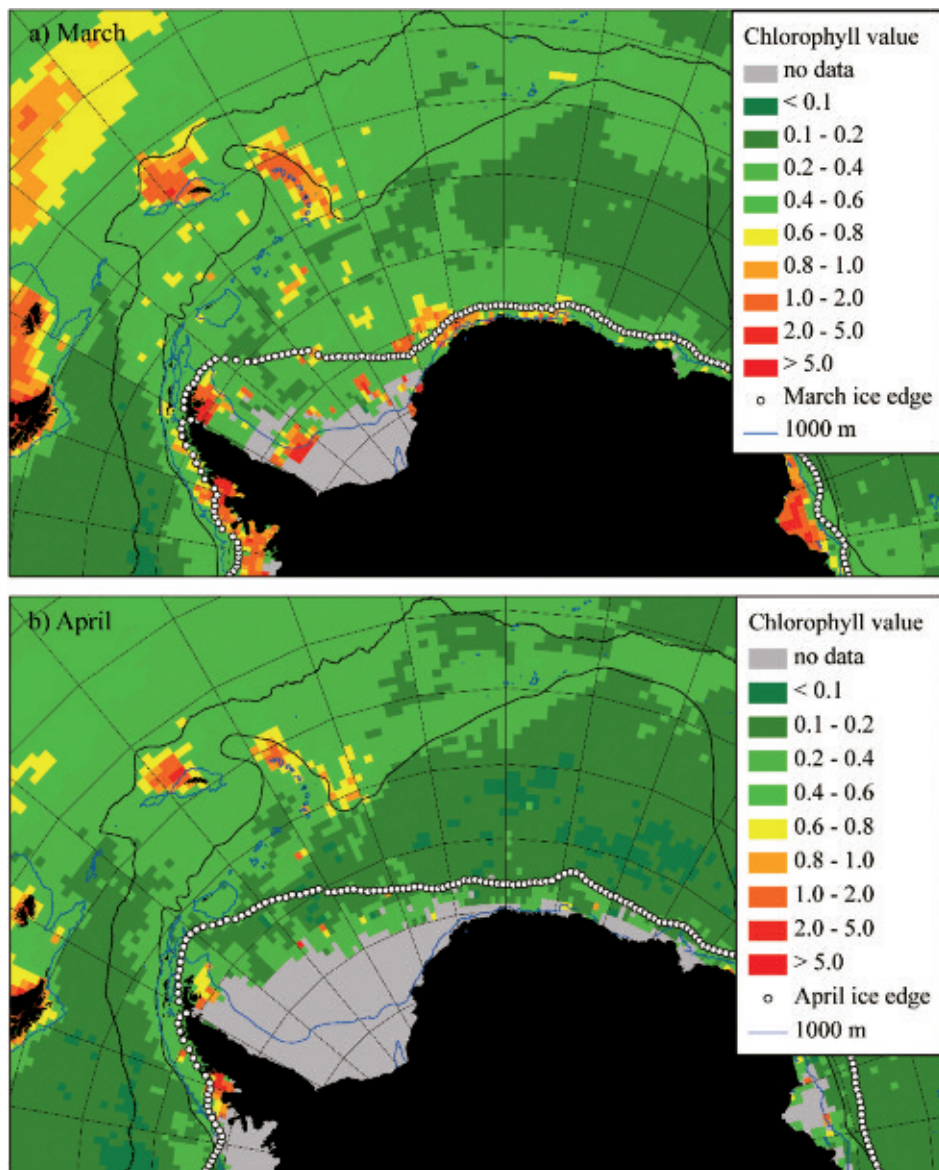 a) March
Chlorophyll value
no data
< 0.1
0.1 - 0.2
0.2 - 0.4
0.4 - 0.6
0.6 - 0.8
0.8 - 1.0
1.0 - 2.0
2.0 - 5.0
> 5.0
March ice edge
1000 m
b) April
Chlorophyll value
no data
< 0.1
0.1 - 0.2
0.2 - 0.4
0.4 - 0.6
0.6 - 0.8
0.8 - 1.0
1.0 - 2.0
2.0 - 5.0
> 5.0
April ice edge
1000 m